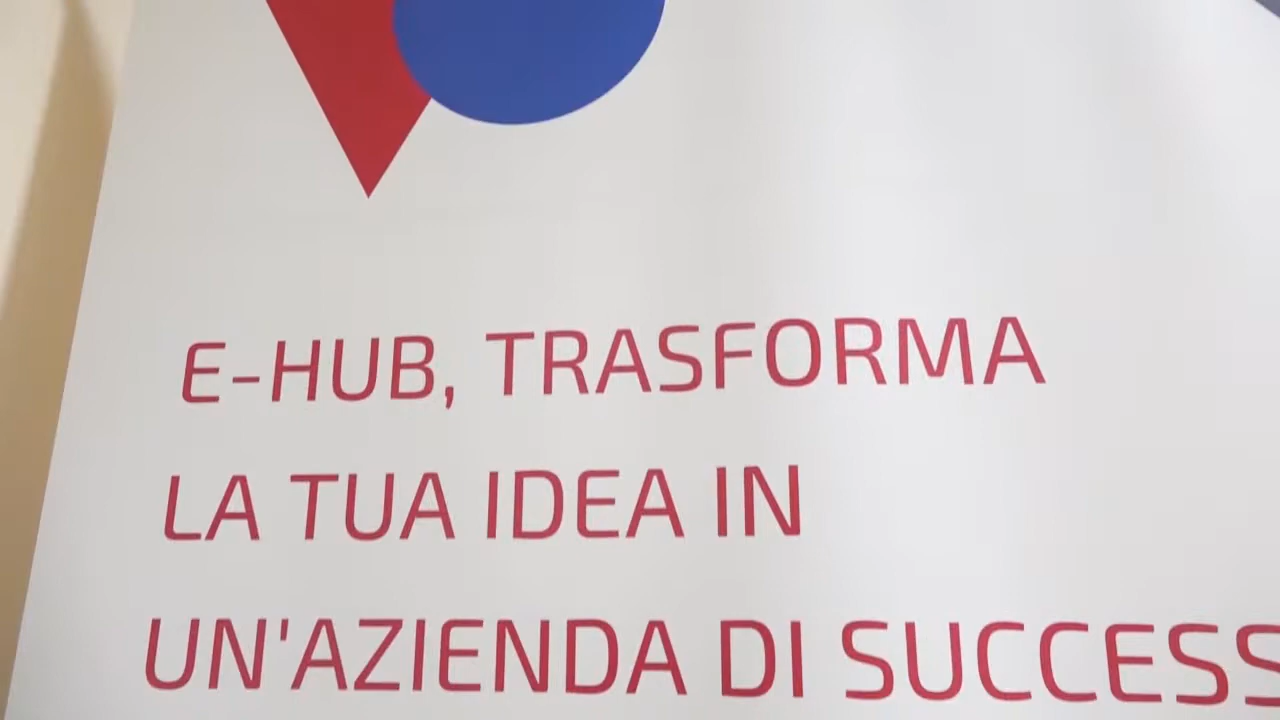 E-HUB, TRASFORMA
LA TUA IDEA IN
UN'AZIENDA DI SUCCESS